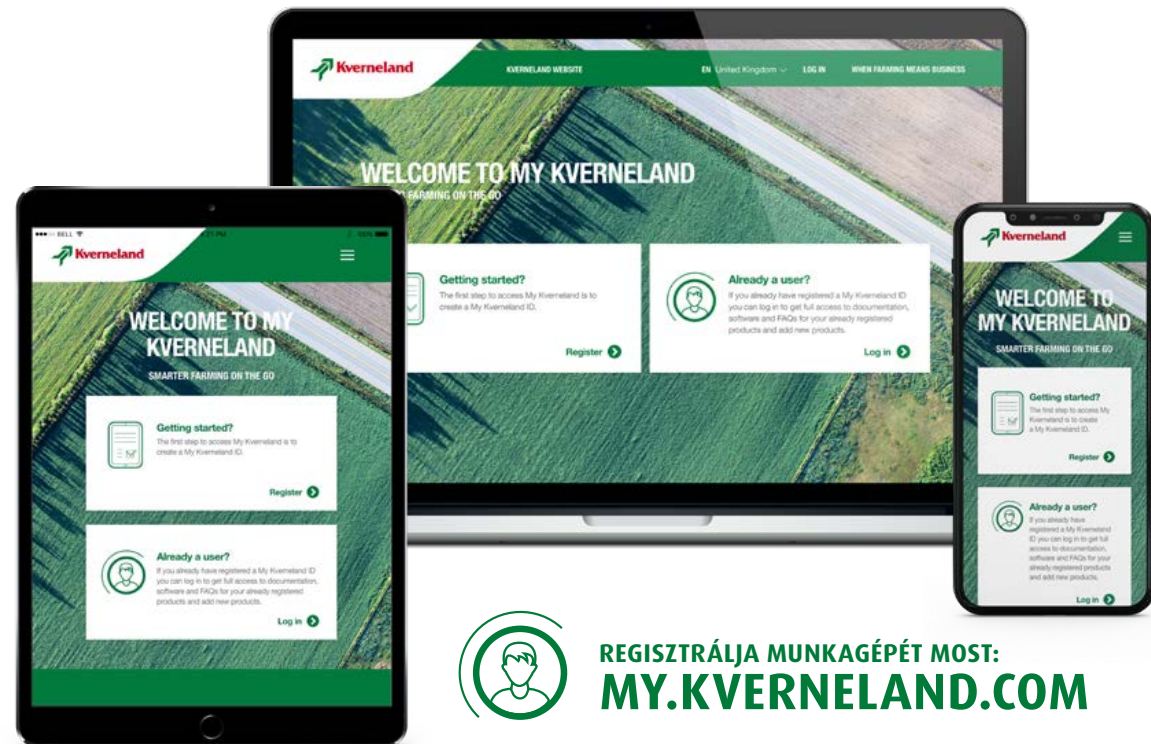 Kverneland
KVERNELAND WEBSITE
EN United Kingdom
LOG IN
WHEN FARMING MEANS BUSINESS
WELCOME TO MY KVERNELAND
FARMING ON THE GO
Getting started?
The first step to access My Kverneland is to
create a My Kverneland ID.
Register
Already a user?
If you already have registered a My Kverneland ID
you can log in to get full access to documentation,
software and FAQs for your already registered
products and add new products.
Log in
BELL
21 PM
100%
Kverneland
WELCOME TO MY
KVERNELAND
SMARTER FARMING ON THE GO
Getting started?
The first step to access My Kverneland is to
create a My Kverneland ID.
Register
Already a user?
If you already have registered a My Kverneland ID
you can log in to get full access to documentation,
software and FAQs for your already registered
products and add new products.
Log in
Kverneland
WELCOME TO
MY KVERNELAND
SMARTER FARMING ON THE GO
Getting started?
The first step to access My
Kverneland is to create
a My Kverneland ID.
Register
Already a user?
If you already have
registered a My Kverneland
ID you can log in to get full
access to documentation,
software and FAQs for your
already registered products
and add new products.
Log in
REGISZTRÁLJA MUNKAGÉPÉT MOST:
MY.KVERNELAND.COM